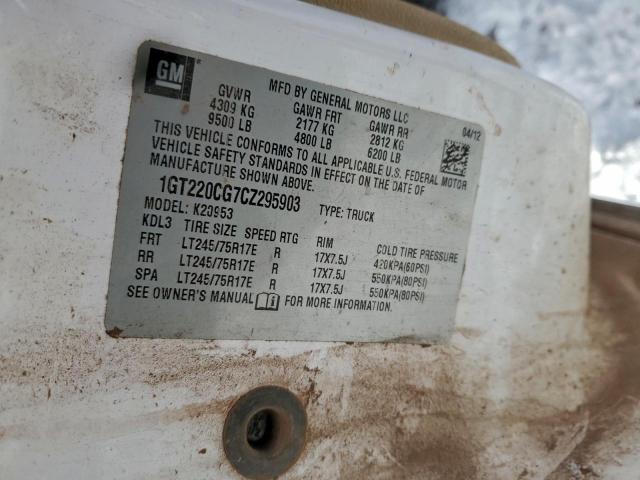 GM
MFD BY GENERAL MOTORS LLC 04/12
GVWR GAWR FRT GAWR RR
4309 KG 2177 KG 2812 KG
9500 LB 4800 LB 6200 LB
THIS VEHICLE CONFORMS TO ALL APPLICABLE U.S. FEDERAL MOTOR
VEHICLE SAFETY STANDARDS IN EFFECT ON THE DATE OF
MANUFACTURE SHOWN ABOVE.
1GT220CG7CZ295903
MODEL: K23953 TYPE: TRUCK
KDL3 TIRE SIZE SPEED RTG RIM COLD TIRE PRESSURE
FRT LT245/75R17E R 17X7.5J 420KPA(60PSI)
RR LT245/75R17E R 17X7.5J 550KPA(80PSI)
SPA LT245/75R17E R 17X7.5J 550KPA(80PSI)
SEE OWNER'S MANUAL FOR MORE INFORMATION.